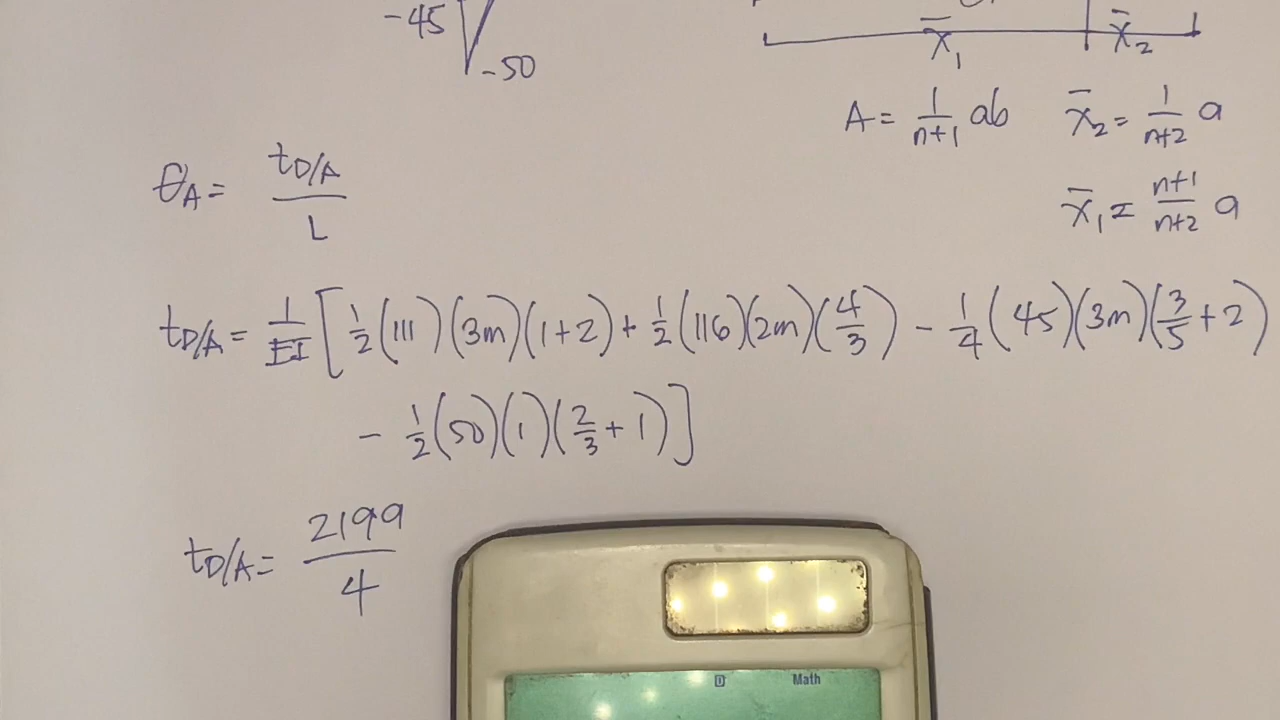 -45
-50
x̄₁ x̄₂
A = 1/(n+1) ab x̄₂ = 1/(n+2) a
θA = tD/A / L x̄₁ = (n+1)/(n+2) a
tD/A = 1/EI [ 1/2 (111)(3m)(1+2) + 1/2 (116)(2m)(4/3) - 1/4 (45)(3m)(3/5 + 2)
- 1/2 (50)(1)(2/3 + 1) ]
tD/A = 2199/4
D Math